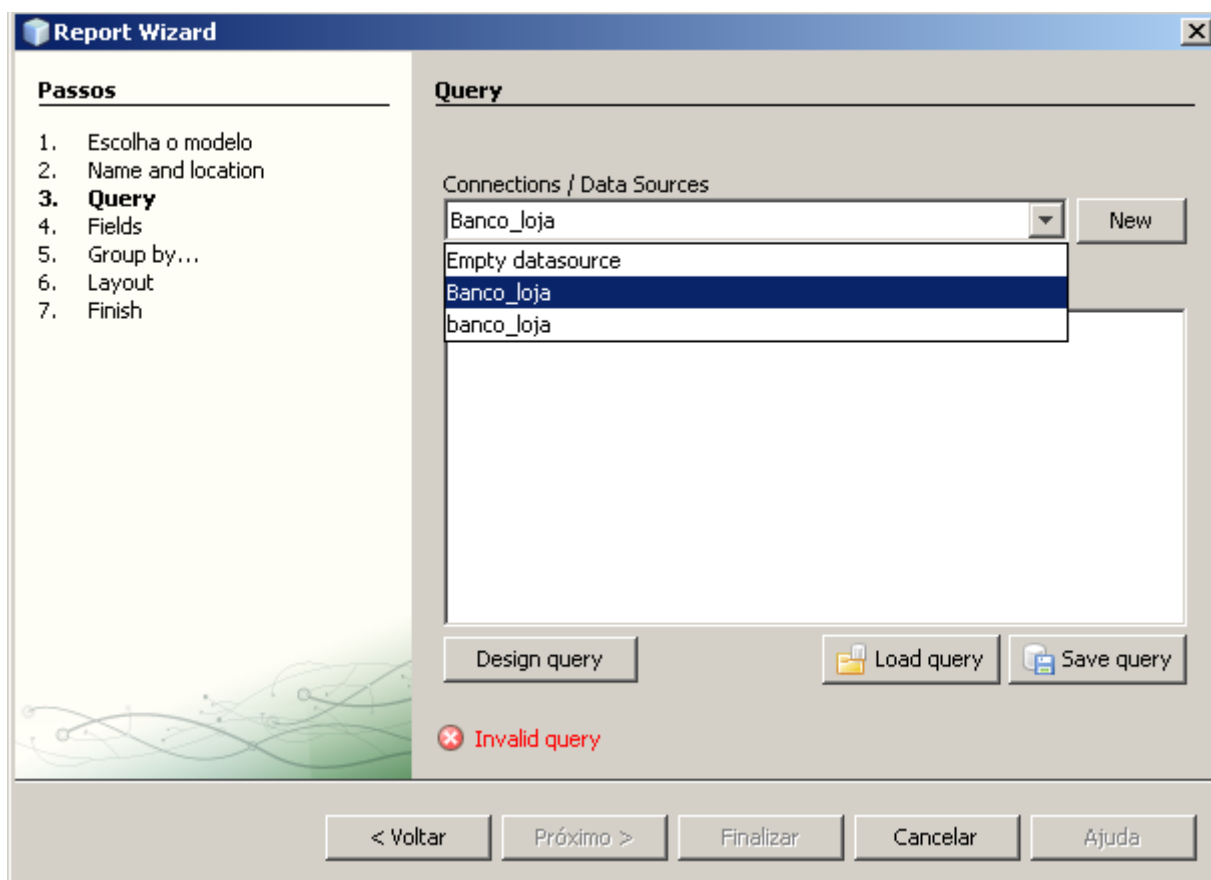 Report Wizard
Passos
1. Escolha o modelo
2. Name and location
3. Query
4. Fields
5. Group by...
6. Layout
7. Finish
Query
Connections / Data Sources
Banco_loja
New
Empty datasource
Banco_loja
banco_loja
Design query
Load query
Save query
Invalid query
< Voltar
Próximo >
Finalizar
Cancelar
Ajuda